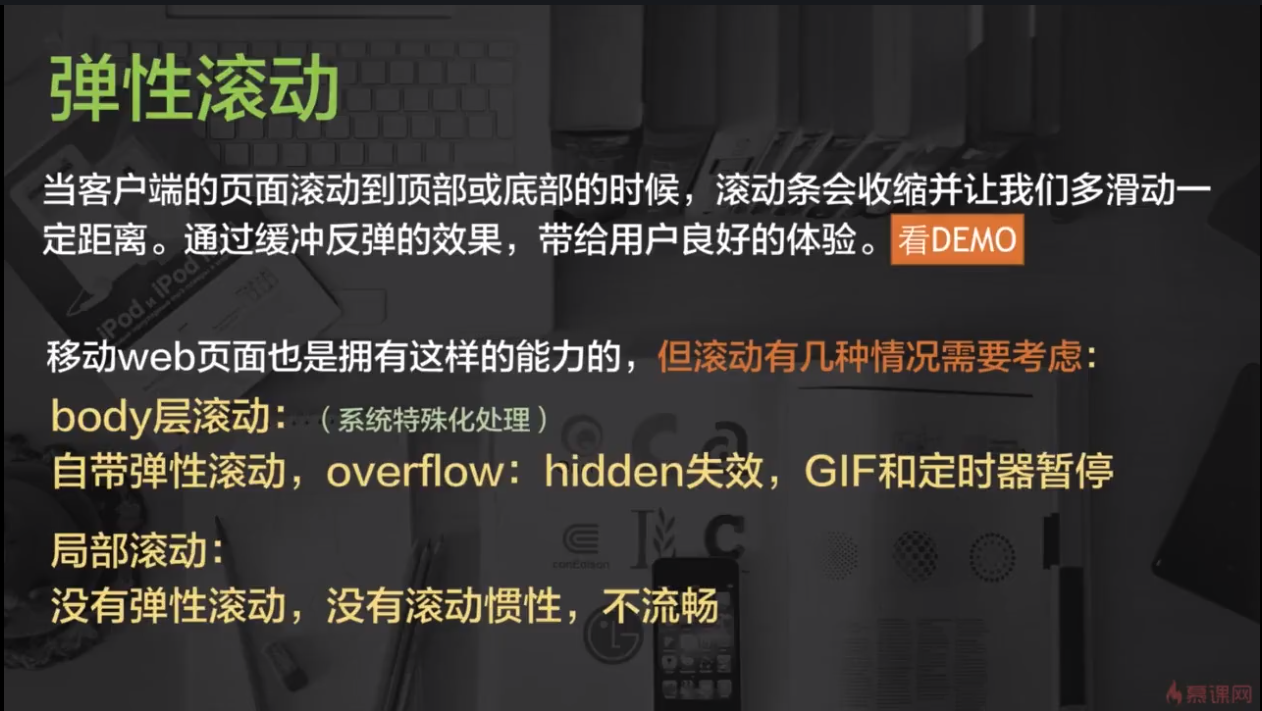 弹性滚动
当客户端的页面滚动到顶部或底部的时候，滚动条会收缩并让我们多滑动一
定距离。通过缓冲反弹的效果，带给用户良好的体验。看DEMO
移动web页面也是拥有这样的能力的，但滚动有几种情况需要考虑：
body层滚动：（系统特殊化处理）
自带弹性滚动，overflow：hidden失效，GIF和定时器暂停
局部滚动：
没有弹性滚动，没有滚动惯性，不流畅
conEdison
LG
慕课网